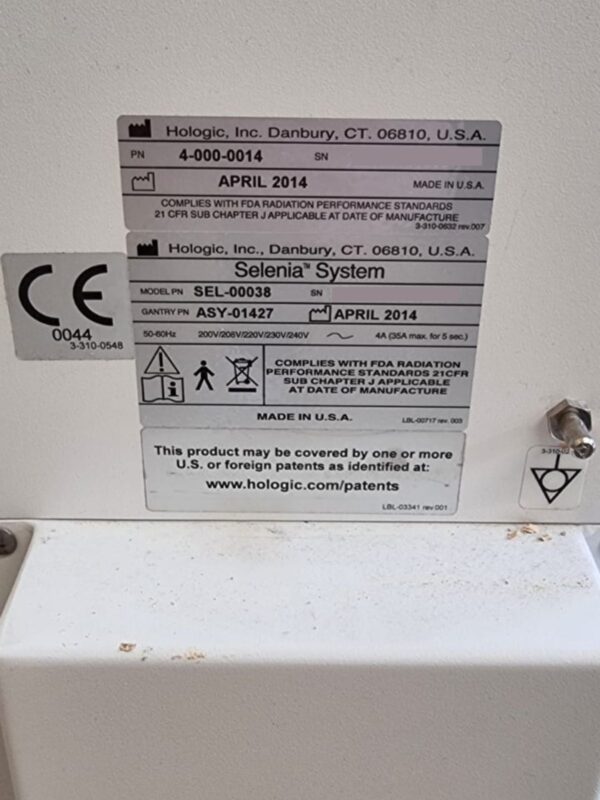 Hologic, Inc. Danbury, CT. 06810, U.S.A.
PN 4-000-0014 SN
APRIL 2014 MADE IN U.S.A.
COMPLIES WITH FDA RADIATION PERFORMANCE STANDARDS
21 CFR SUB CHAPTER J APPLICABLE AT DATE OF MANUFACTURE
3-310-0632 rev.007
Hologic, Inc., Danbury, CT. 06810, U.S.A.
Selenia™ System
MODEL PN SEL-00038 SN
GANTRY PN ASY-01427 APRIL 2014
50-60Hz 200V/208V/220V/230V/240V 4A (35A max. for 5 sec.)
COMPLIES WITH FDA RADIATION
PERFORMANCE STANDARDS 21CFR
SUB CHAPTER J APPLICABLE
AT DATE OF MANUFACTURE
MADE IN U.S.A. LBL-00717 rev. 003
This product may be covered by one or more
U.S. or foreign patents as identified at:
www.hologic.com/patents
LBL-03341 rev 001
CE
0044
3-310-0548